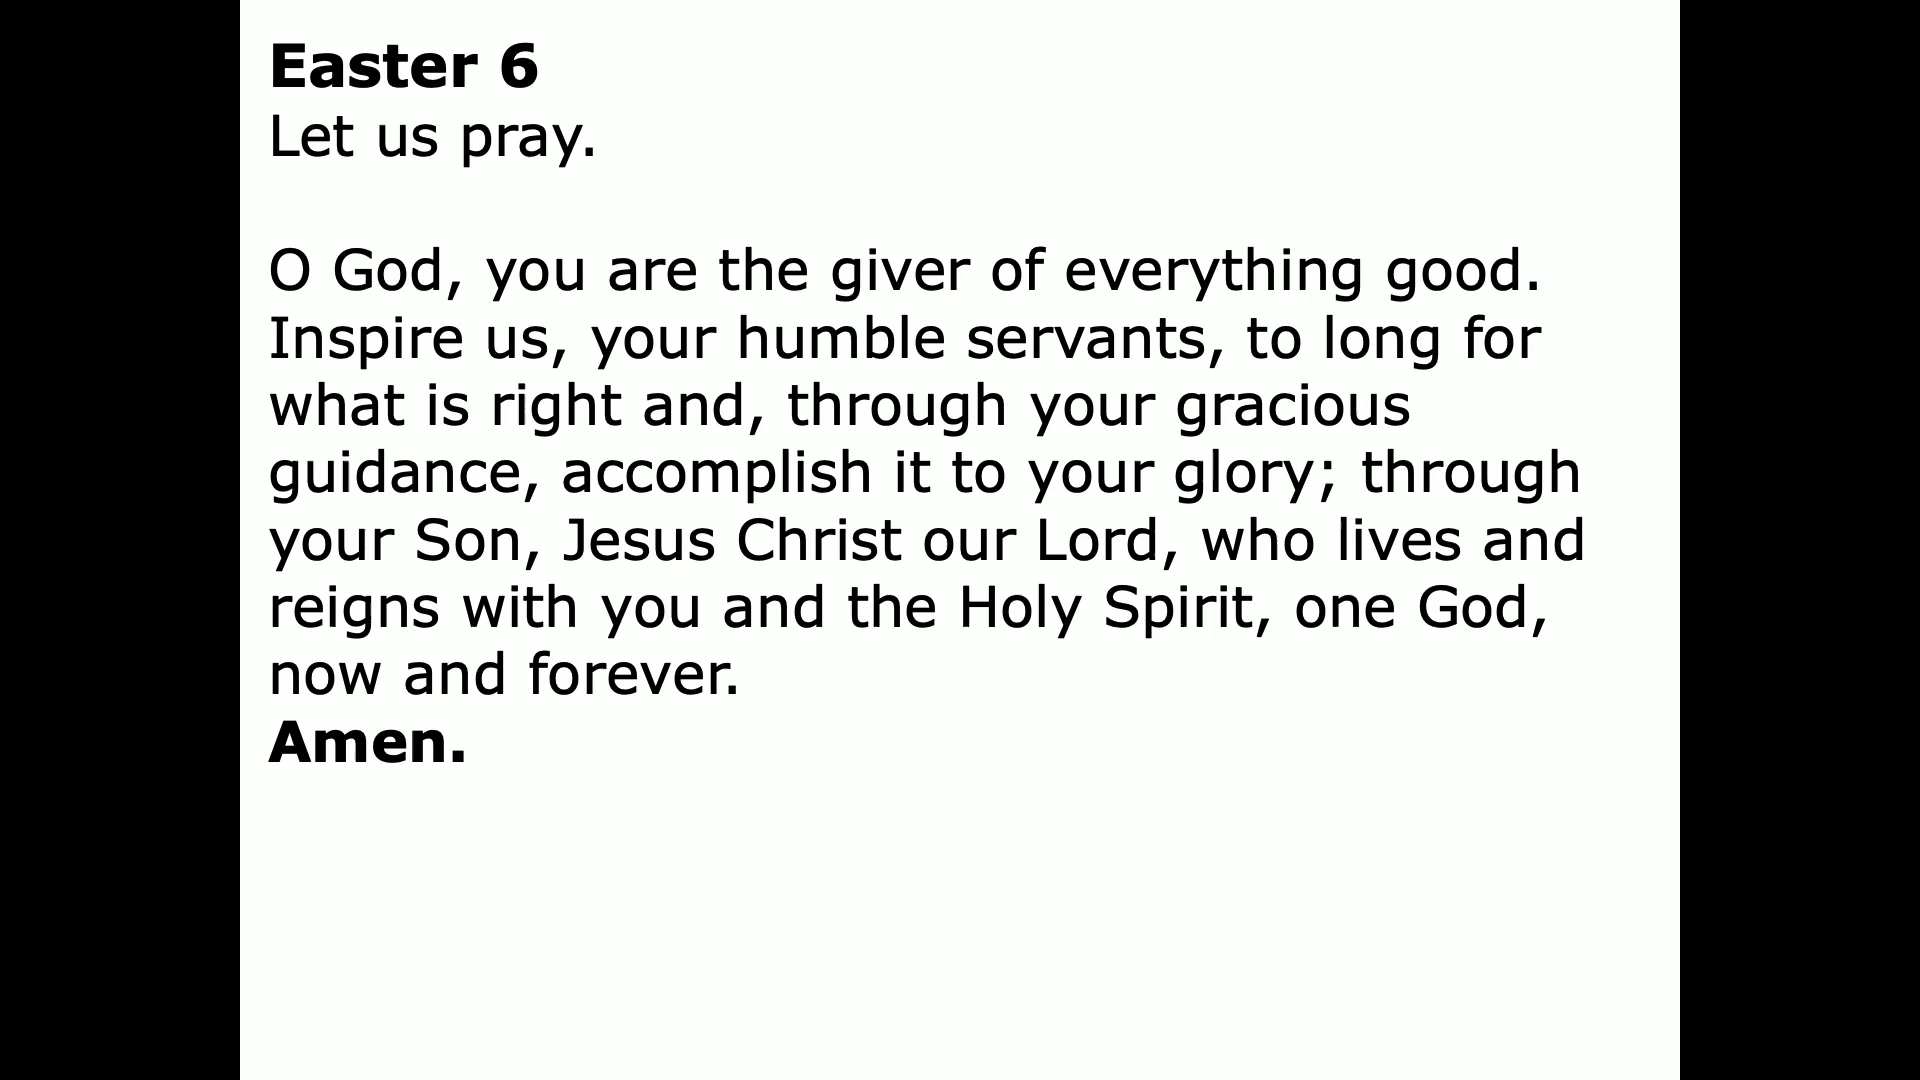 Easter 6
Let us pray.
O God, you are the giver of everything good.
Inspire us, your humble servants, to long for
what is right and, through your gracious
guidance, accomplish it to your glory; through
your Son, Jesus Christ our Lord, who lives and
reigns with you and the Holy Spirit, one God,
now and forever.
Amen.